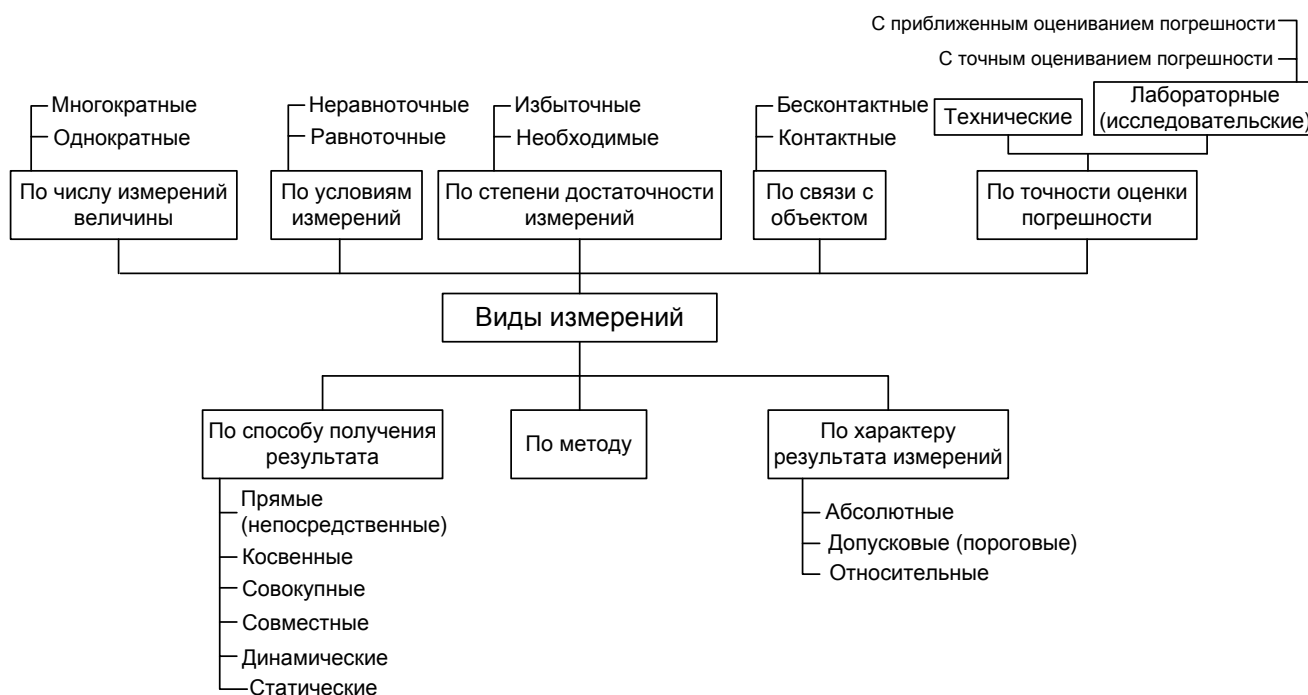 С приближенным оцениванием погрешности
С точным оцениванием погрешности
Многократные
Однократные
Неравноточные
Равноточные
Избыточные
Необходимые
Бесконтактные
Контактные
Технические
Лабораторные
(исследовательские)
По числу измерений
величины
По условиям
измерений
По степени достаточности
измерений
По связи с
объектом
По точности оценки
погрешности
Виды измерений
По способу получения
результата
По методу
По характеру
результата измерений
Прямые
(непосредственные)
Косвенные
Совокупные
Совместные
Динамические
Статические
Абсолютные
Допусковые (пороговые)
Относительные